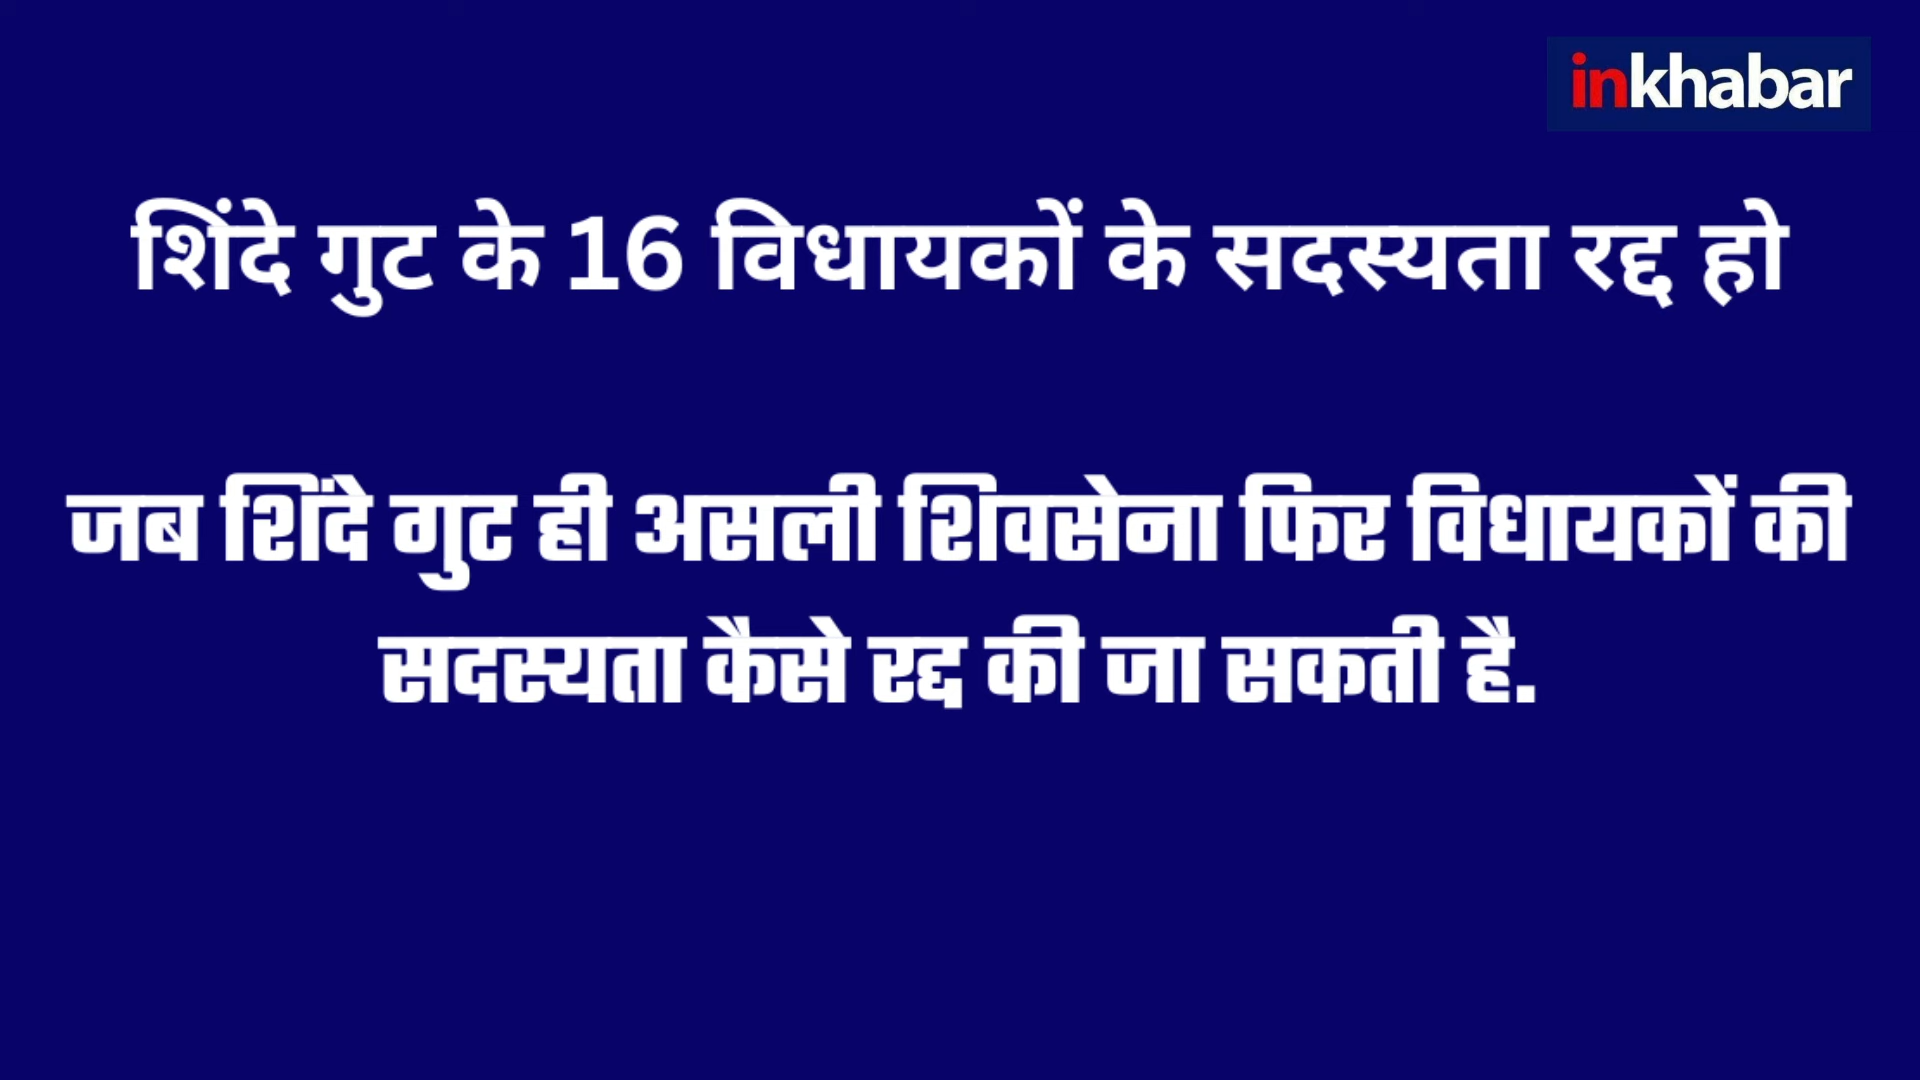 inkhabar
शिंदे गुट के 16 विधायकों के सदस्यता रद्द हो
जब शिंदे गुट ही असली शिवसेना फिर विधायकों की
सदस्यता कैसे रद्द की जा सकती है.